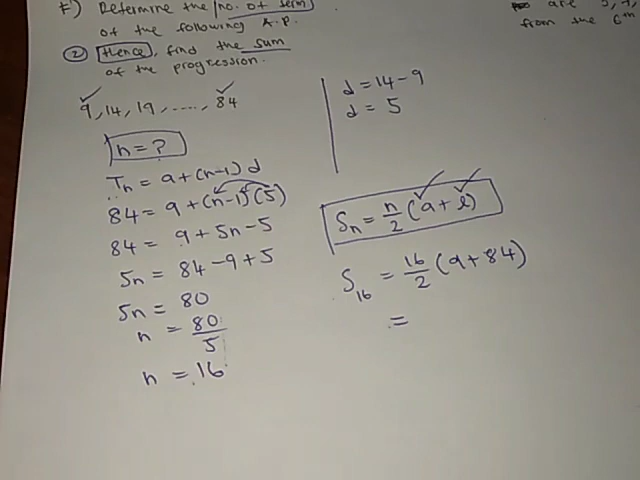 F) Determine the no. of term
of the following A.P.
② Hence, find the sum
of the progression.
9, 14, 19, ....., 84
n = ?
Tn = a + (n-1) d
84 = 9 + (n-1)(5)
84 = 9 + 5n - 5
5n = 84 - 9 + 5
5n = 80
n = 80/5
n = 16
d = 14 - 9
d = 5
Sn = n/2 (a + l)
S16 = 16/2 (9 + 84)
=
are 5,
from the 6th